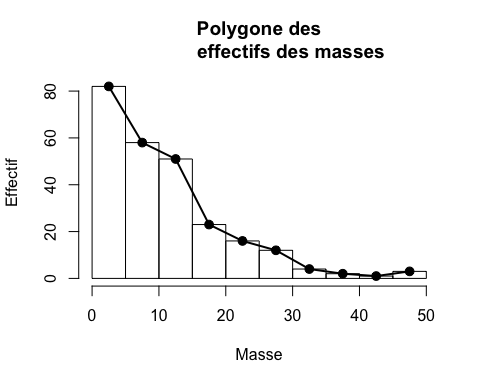 Polygone des
effectifs des masses
Effectif
80
60
40
20
0
0 10 20 30 40 50
Masse